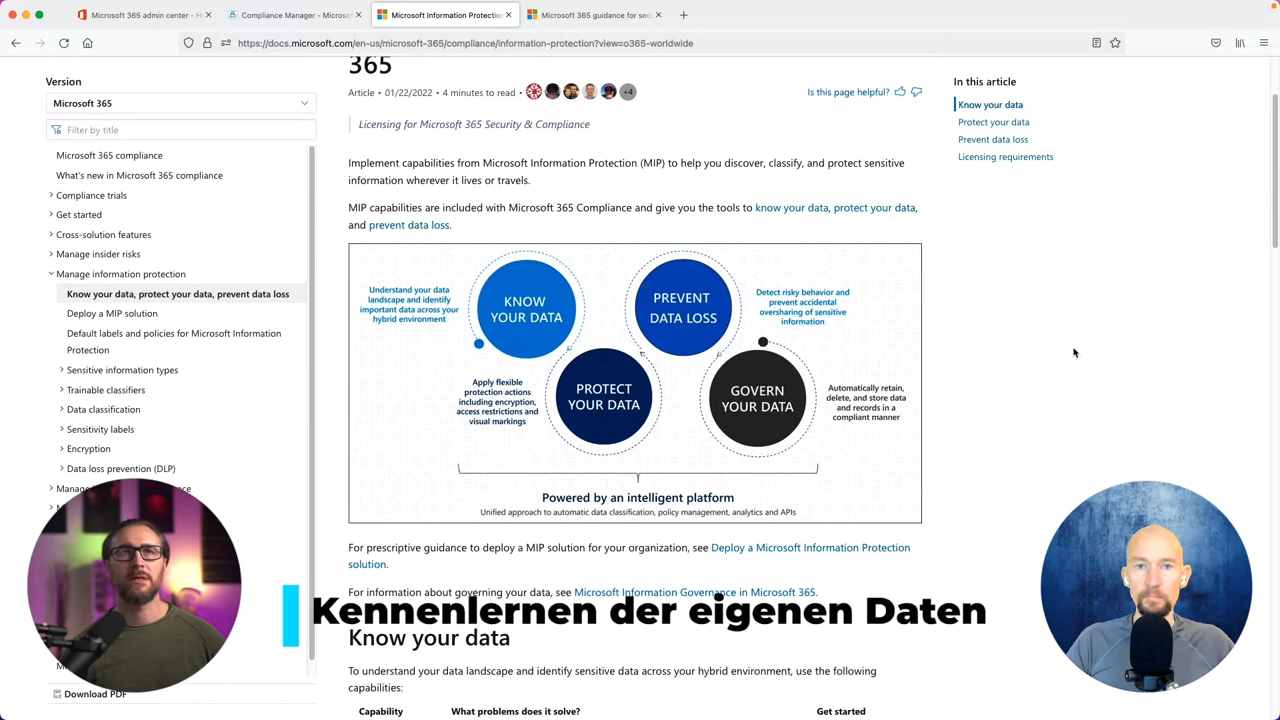 Microsoft 365 admin center - H
Compliance Manager - Microsof
Microsoft Information Protectio
Microsoft 365 guidance for sec
https://docs.microsoft.com/en-us/microsoft-365/compliance/information-protection?view=o365-worldwide
Version
Microsoft 365
Filter by title
Microsoft 365 compliance
What's new in Microsoft 365 compliance
Compliance trials
Get started
Cross-solution features
Manage insider risks
Manage information protection
Know your data, protect your data, prevent data loss
Deploy a MIP solution
Default labels and policies for Microsoft Information
Protection
Sensitive information types
Trainable classifiers
Data classification
Sensitivity labels
Encryption
Data loss prevention (DLP)
Download PDF
365
Article • 01/22/2022 • 4 minutes to read
+4
Is this page helpful?
Licensing for Microsoft 365 Security & Compliance
Implement capabilities from Microsoft Information Protection (MIP) to help you discover, classify, and protect sensitive
information wherever it lives or travels.
MIP capabilities are included with Microsoft 365 Compliance and give you the tools to know your data, protect your data,
and prevent data loss.
Understand your data
landscape and identify
important data across your
hybrid environment
KNOW
YOUR DATA
PREVENT
DATA LOSS
Detect risky behavior and
prevent accidental
oversharing of sensitive
information
Apply flexible
protection actions
including encryption,
access restrictions and
visual markings
PROTECT
YOUR DATA
GOVERN
YOUR DATA
Automatically retain,
delete, and store data
and records in a
compliant manner
Powered by an intelligent platform
Unified approach to automatic data classification, policy management, analytics and APIs
For prescriptive guidance to deploy a MIP solution for your organization, see Deploy a Microsoft Information Protection
solution.
For information about governing your data, see Microsoft Information Governance in Microsoft 365.
Kennenlernen der eigenen Daten
Know your data
To understand your data landscape and identify sensitive data across your hybrid environment, use the following
capabilities:
Capability What problems does it solve? Get started
In this article
Know your data
Protect your data
Prevent data loss
Licensing requirements